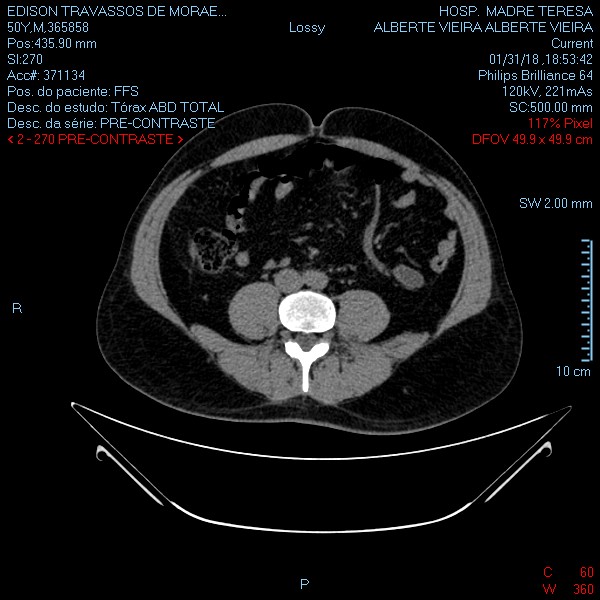 EDISON TRAVASSOS DE MORAE...
50Y,M,365858
Pos:435.90 mm
Sl:270
Acc#: 371134
Pos. do paciente: FFS
Desc. do estudo: Tórax ABD TOTAL
Desc. da série: PRE-CONTRASTE
< 2 - 270 PRE-CONTRASTE >
Lossy
HOSP. MADRE TERESA
ALBERTE VIEIRA ALBERTE VIEIRA
Current
01/31/18 ,18:53:42
Philips Brilliance 64
120kV, 221mAs
SC:500.00 mm
117% Pixel
DFOV 49.9 x 49.9 cm
SW 2.00 mm
R
10 cm
P
C 60
W 360